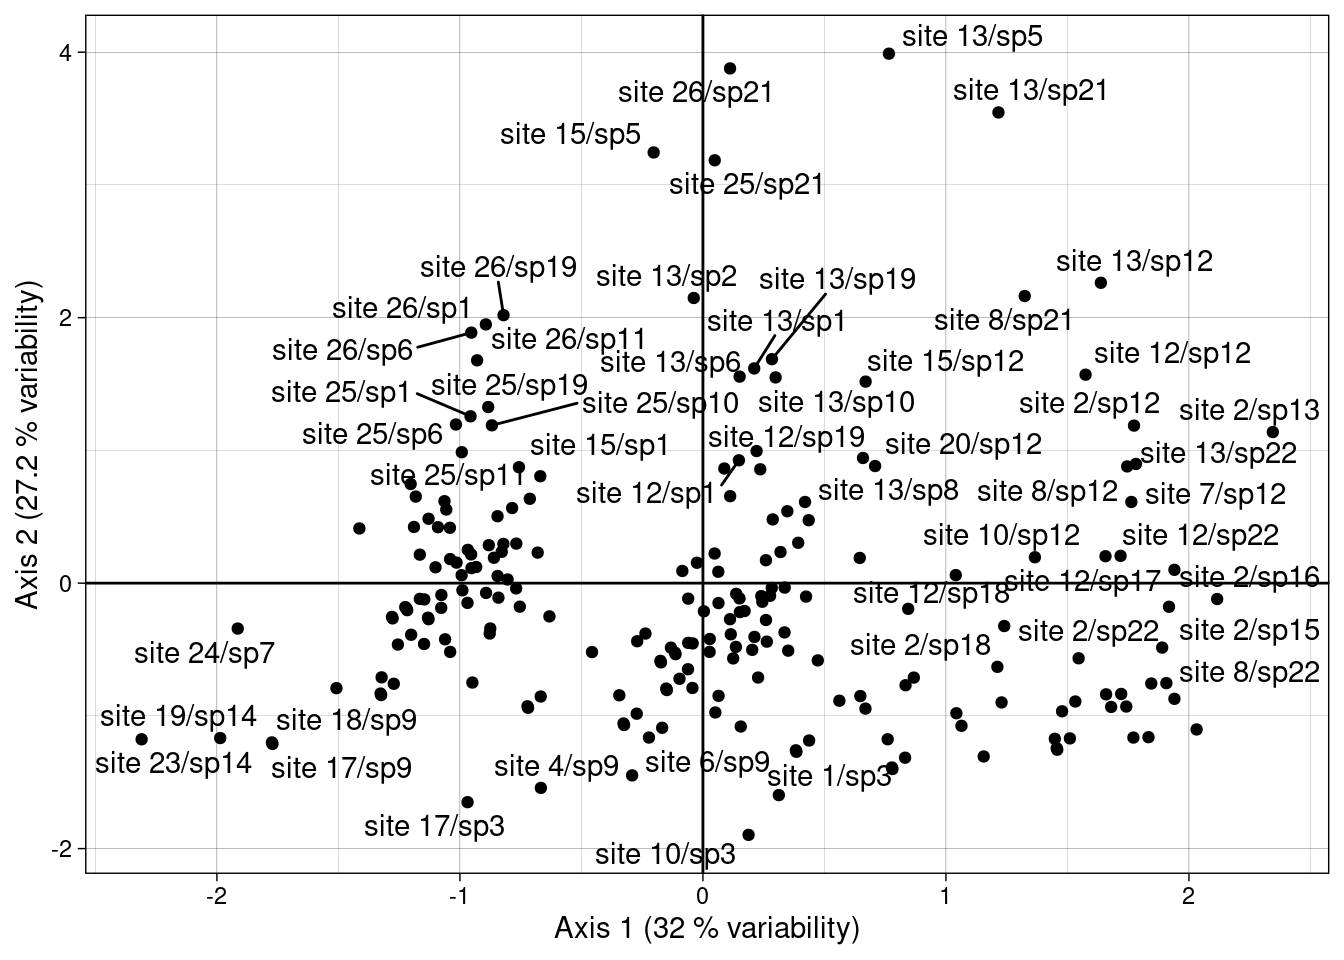 site 13/sp5
4
site 26/sp21
site 13/sp21
site 15/sp5
site 25/sp21
site 13/sp12
site 26/sp19
site 13/sp2
site 13/sp19
site 26/sp1
2
site 13/sp1
site 8/sp21
site 26/sp11
site 26/sp6
site 12/sp12
site 13/sp6
site 15/sp12
site 25/sp19
site 25/sp1
site 25/sp10
site 13/sp10
site 2/sp12
site 2/sp13
site 25/sp6
site 12/sp19
site 15/sp1
site 20/sp12
site 13/sp22
site 25/sp11
site 12/sp1
site 13/sp8
site 8/sp12
site 7/sp12
site 10/sp12
site 12/sp22
0
site 12/sp17
site 2/sp16
site 12/sp18
site 2/sp22
site 2/sp15
site 24/sp7
site 2/sp18
site 8/sp22
site 19/sp14
site 18/sp9
site 23/sp14
site 17/sp9
site 4/sp9
site 6/sp9
site 1/sp3
site 17/sp3
-2
site 10/sp3
-2
-1
0
1
2
Axis 1 (32 % variability)
Axis 2 (27.2 % variability)